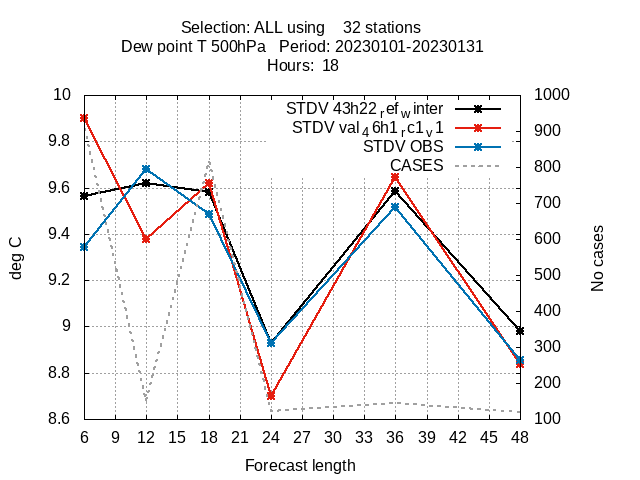 Selection: ALL using    32 stations
Dew point T 500hPa   Period: 20230101-20230131
Hours:  18
STDV 43h22refwinter
STDV val46h1rc1v1
STDV OBS
CASES
10
9.8
9.6
9.4
9.2
9
8.8
8.6
deg C
1000
900
800
700
600
500
400
300
200
100
No cases
6 9 12 15 18 21 24 27 30 33 36 39 42 45 48
Forecast length